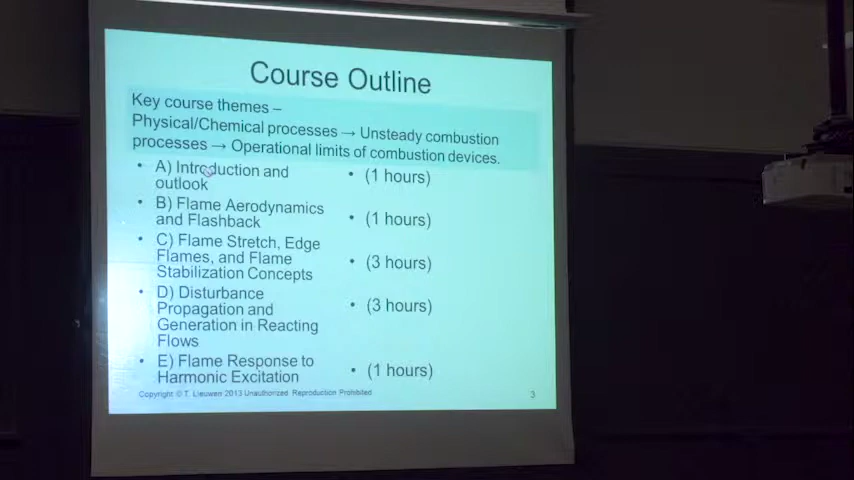 Course Outline
Key course themes –
Physical/Chemical processes → Unsteady combustion
processes → Operational limits of combustion devices.
• A) Introduction and
outlook
• (1 hours)
• B) Flame Aerodynamics
and Flashback
• (1 hours)
• C) Flame Stretch, Edge
Flames, and Flame
Stabilization Concepts
• (3 hours)
• D) Disturbance
Propagation and
Generation in Reacting
Flows
• (3 hours)
• E) Flame Response to
Harmonic Excitation
• (1 hours)
Copyright © T. Lieuwen 2013 Unauthorized Reproduction Prohibited
3